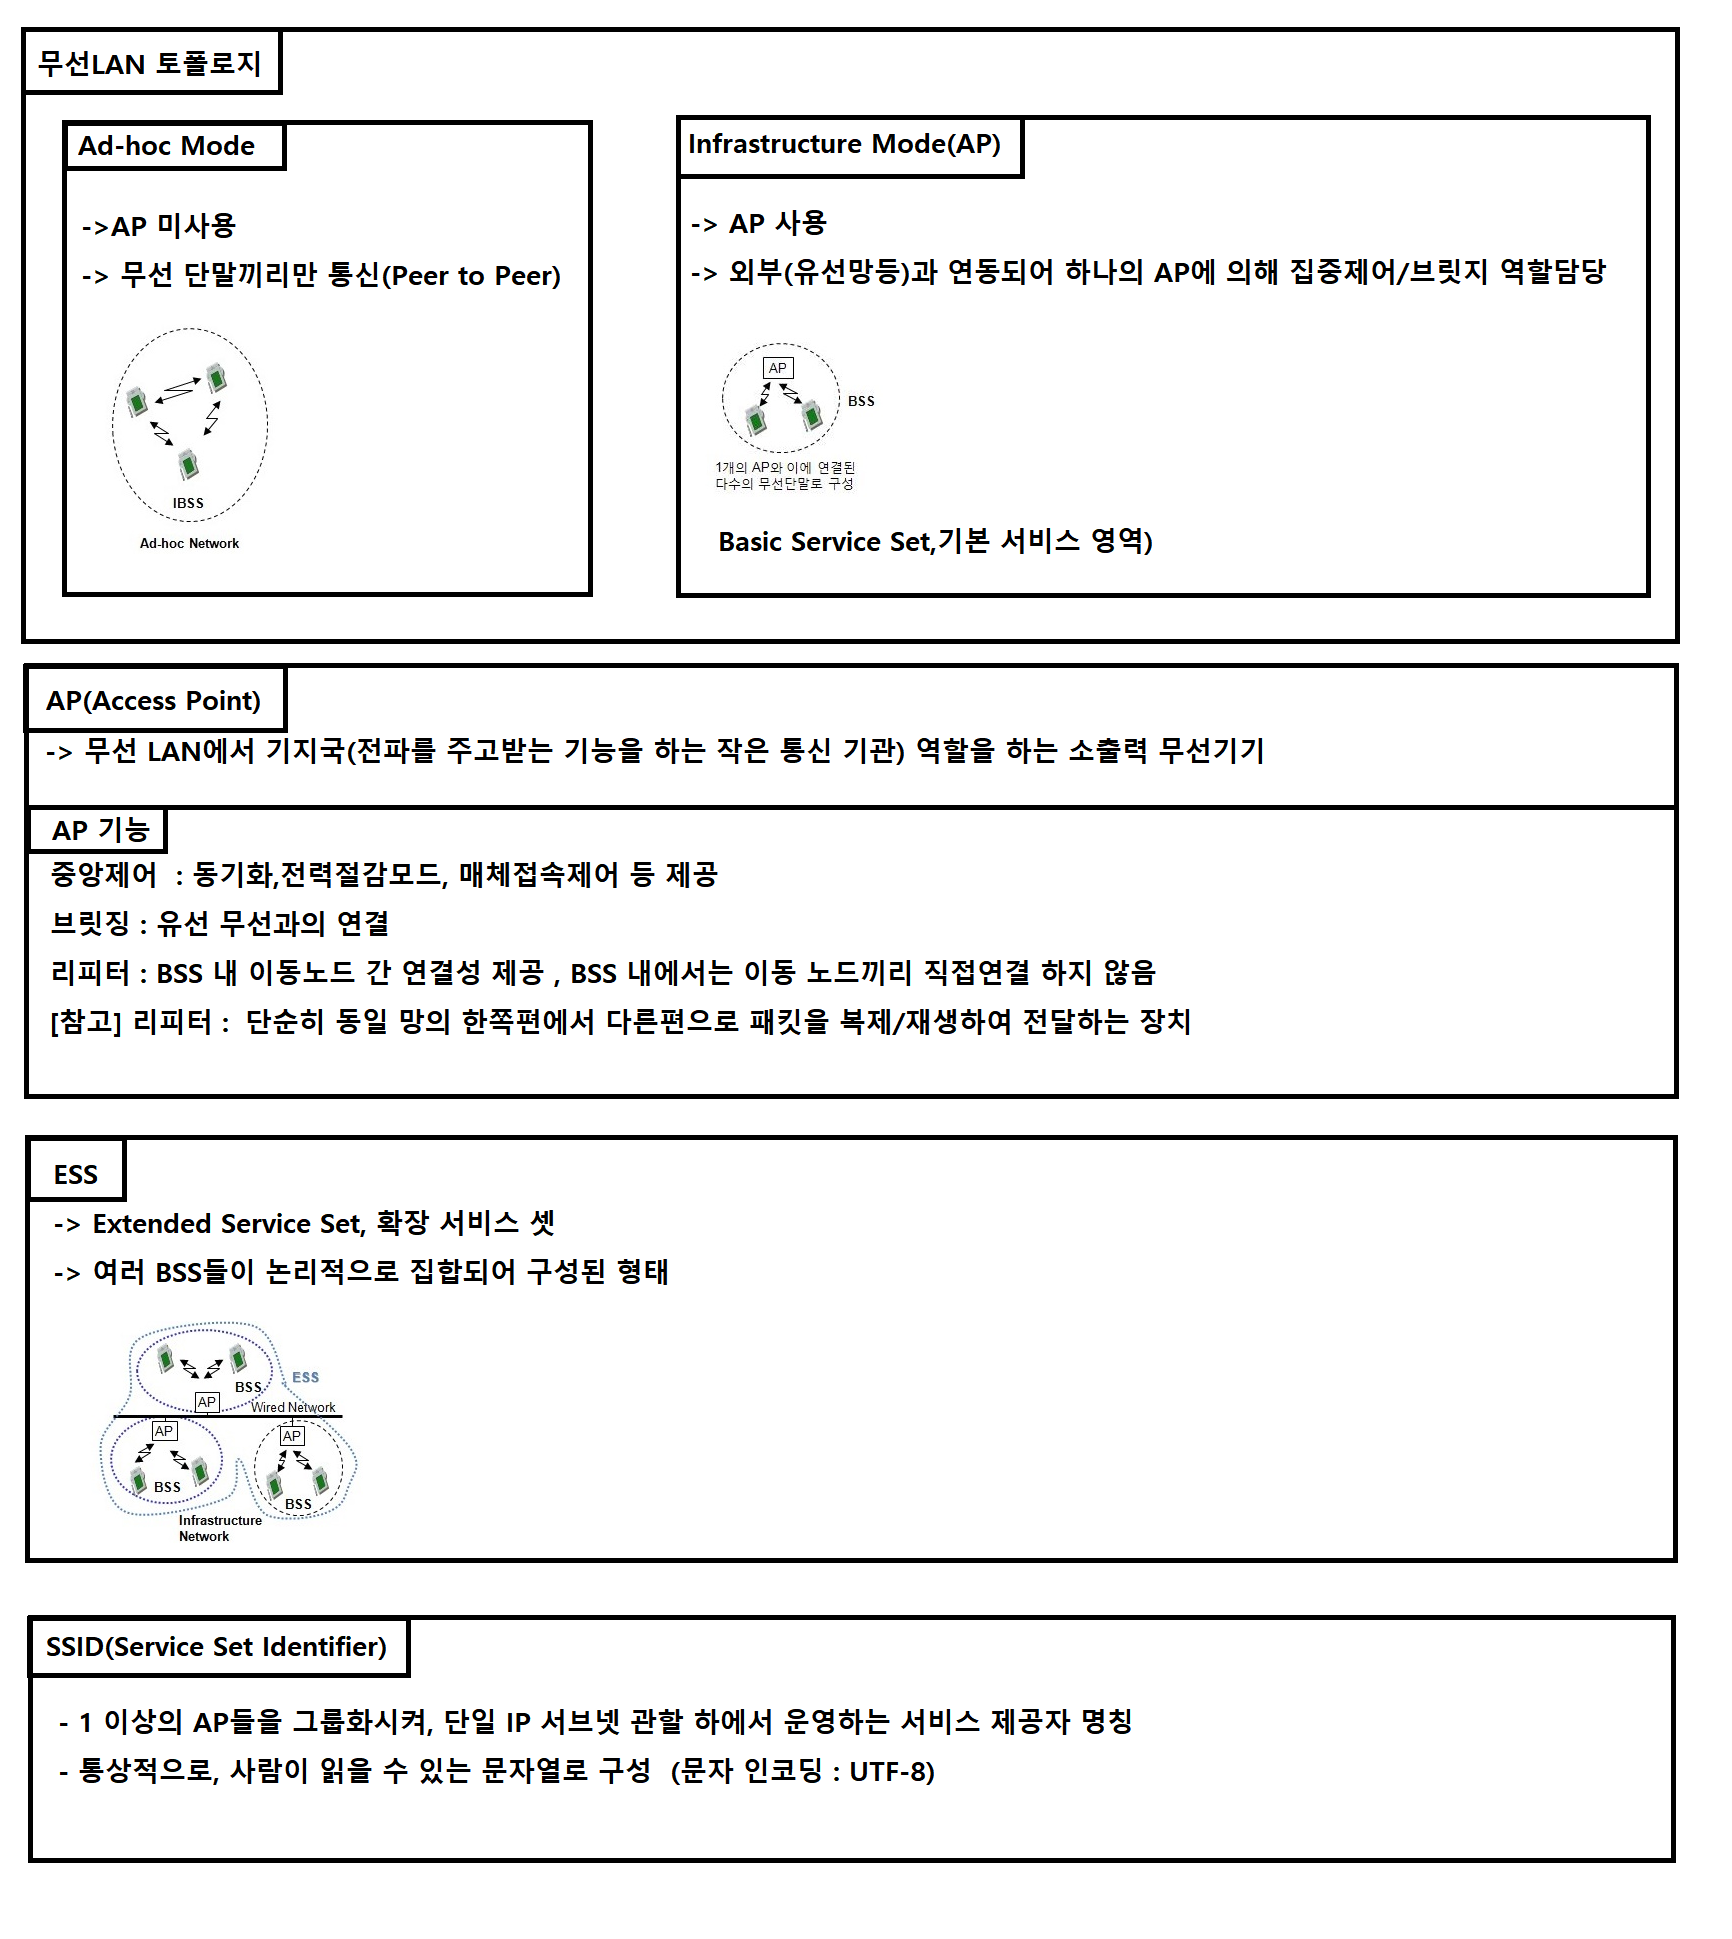 무선LAN 토폴로지
Ad-hoc Mode
->AP 미사용
-> 무선 단말끼리만 통신(Peer to Peer)
IBSS
Ad-hoc Network
Infrastructure Mode(AP)
-> AP 사용
-> 외부(유선망등)과 연동되어 하나의 AP에 의해 집중제어/브릿지 역할담당
AP
BSS
1개의 AP와 이에 연결된
다수의 무선단말로 구성
Basic Service Set,기본 서비스 영역)
AP(Access Point)
-> 무선 LAN에서 기지국(전파를 주고받는 기능을 하는 작은 통신 기관) 역할을 하는 소출력 무선기기
AP 기능
중앙제어 : 동기화,전력절감모드, 매체접속제어 등 제공
브릿징 : 유선 무선과의 연결
리피터 : BSS 내 이동노드 간 연결성 제공 , BSS 내에서는 이동 노드끼리 직접연결 하지 않음
[참고] 리피터 : 단순히 동일 망의 한쪽편에서 다른편으로 패킷을 복제/재생하여 전달하는 장치
ESS
-> Extended Service Set, 확장 서비스 셋
-> 여러 BSS들이 논리적으로 집합되어 구성된 형태
ESS
BSS
AP
Wired Network
AP
AP
BSS
BSS
Infrastructure
Network
SSID(Service Set Identifier)
- 1 이상의 AP들을 그룹화시켜, 단일 IP 서브넷 관할 하에서 운영하는 서비스 제공자 명칭
- 통상적으로, 사람이 읽을 수 있는 문자열로 구성 (문자 인코딩 : UTF-8)